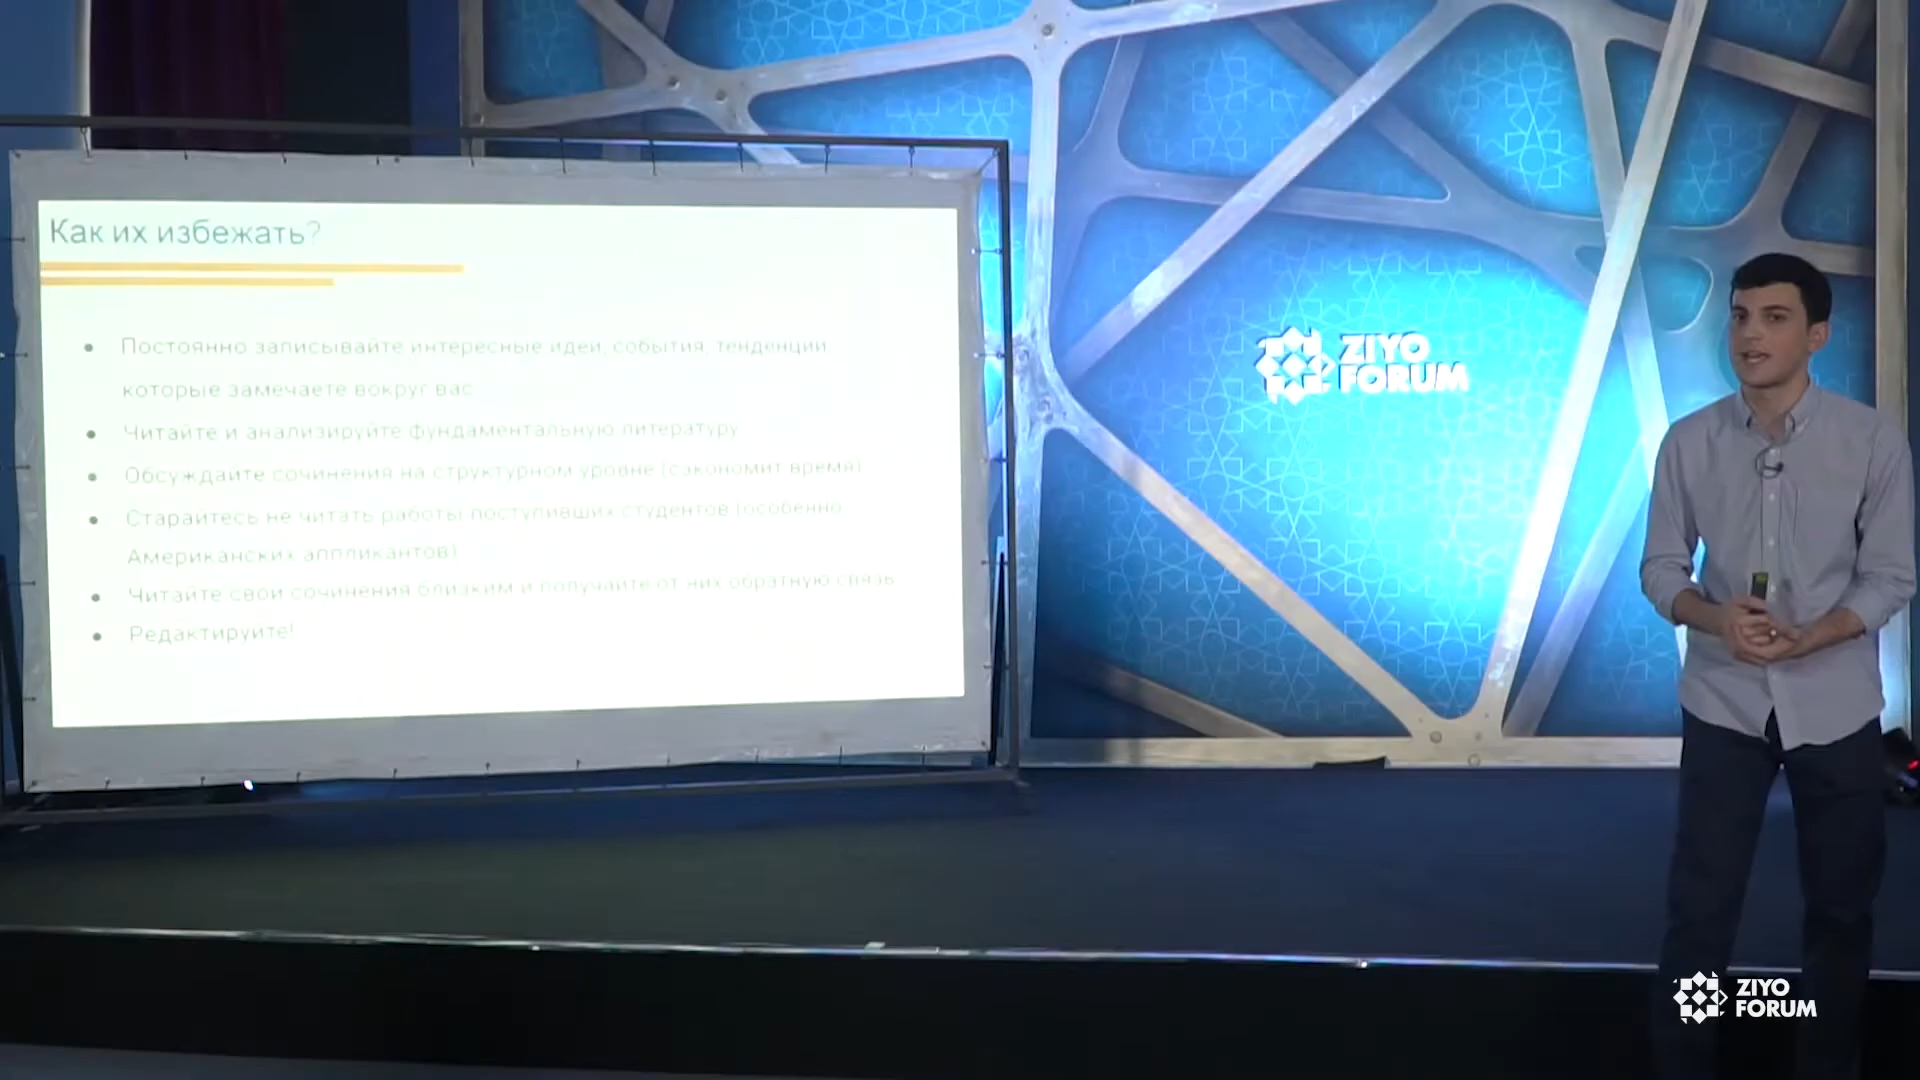 Как их избежать?
Постоянно записывайте интересные идеи, события, тенденции
которые замечаете вокруг вас
Читайте и анализируйте фундаментальную литературу
Обсуждайте сочинения на структурном уровне (сэкономит время)
Старайтесь не читать работы поступивших студентов (особенно
Американских аппликантов)
Читайте свои сочинения близким и получайте от них обратную связь
Редактируйте!
ZIYO
FORUM
ZIYO
FORUM